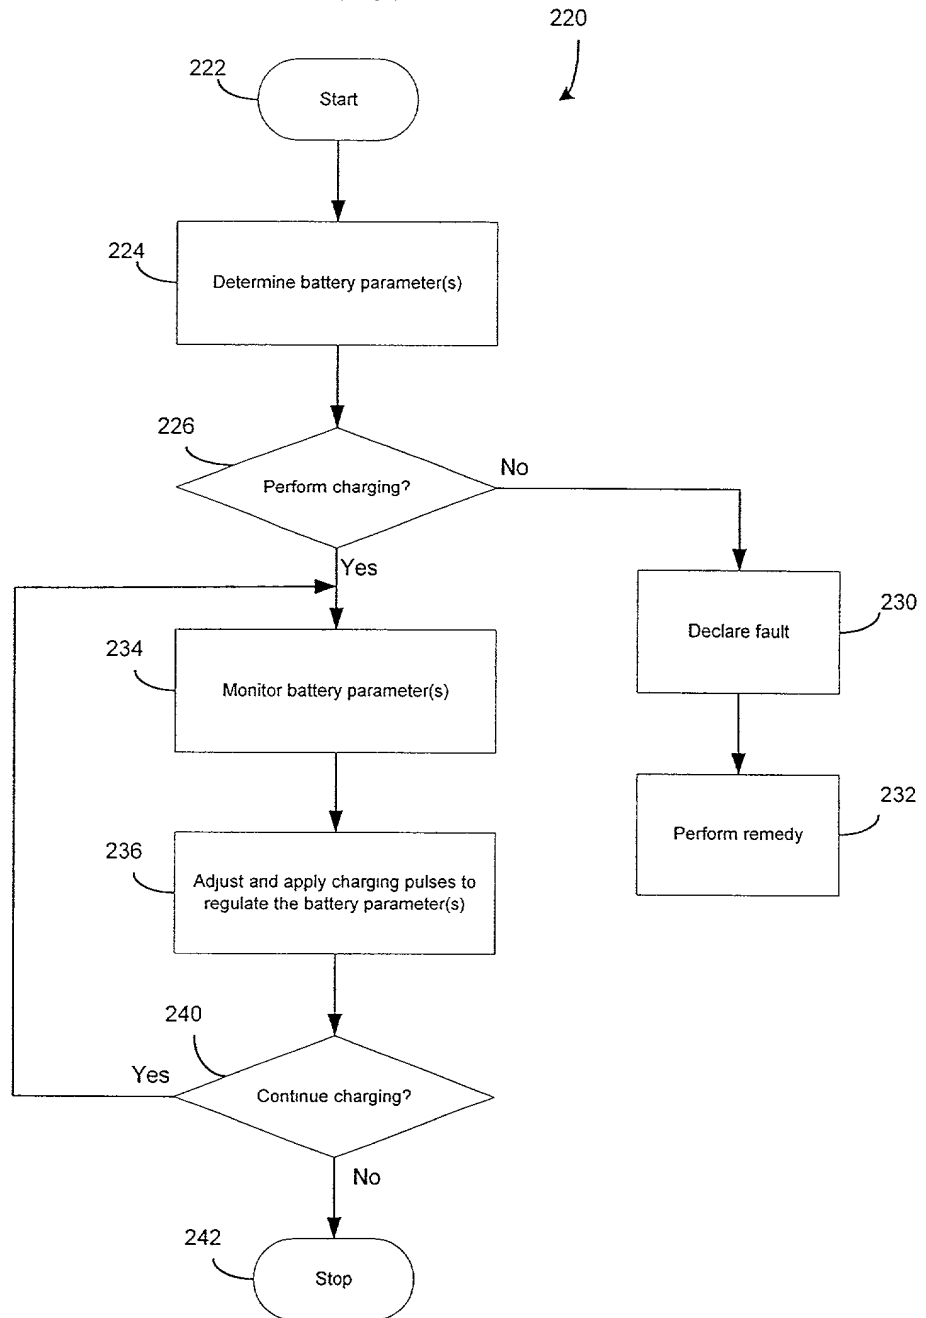 220
222
Start
224
Determine battery parameter(s)
226
Perform charging?
No
Yes
230
Declare fault
234
Monitor battery parameter(s)
232
Perform remedy
236
Adjust and apply charging pulses to
regulate the battery parameter(s)
240
Yes
Continue charging?
No
242
Stop